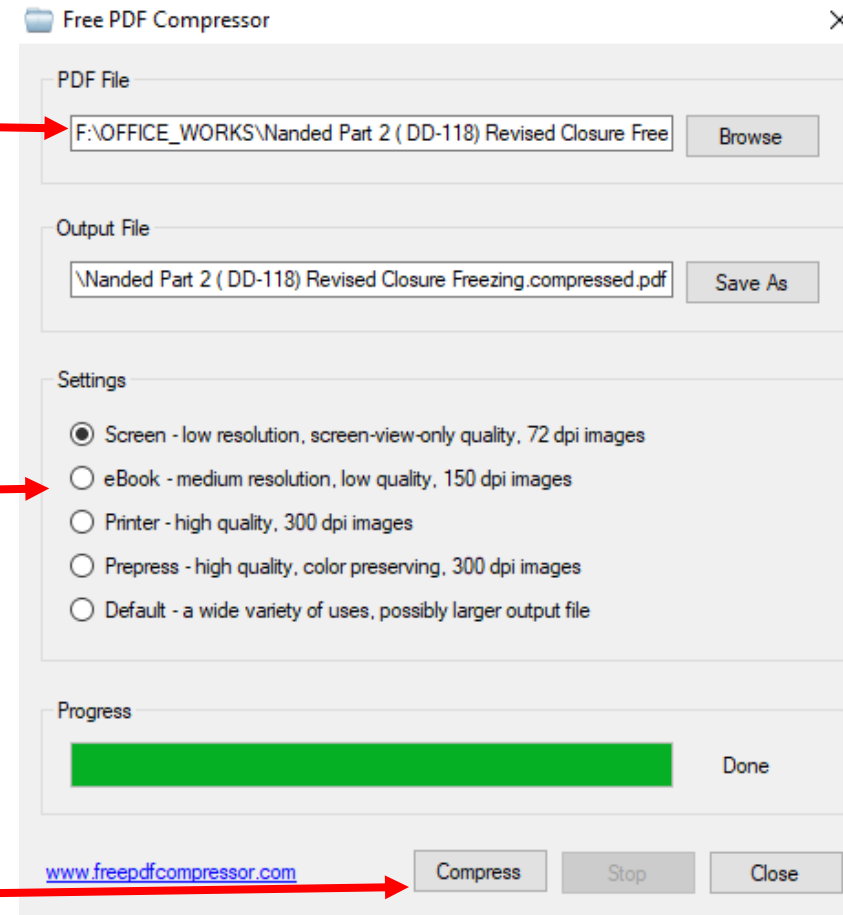 Free PDF Compressor
PDF File
F:\OFFICE_WORKS\Nanded Part 2 ( DD-118) Revised Closure Free
Browse
Output File
\Nanded Part 2 ( DD-118) Revised Closure Freezing.compressed.pdf
Save As
Settings
Screen - low resolution, screen-view-only quality, 72 dpi images
eBook - medium resolution, low quality, 150 dpi images
Printer - high quality, 300 dpi images
Prepress - high quality, color preserving, 300 dpi images
Default - a wide variety of uses, possibly larger output file
Progress
Done
www.freepdfcompressor.com
Compress
Stop
Close